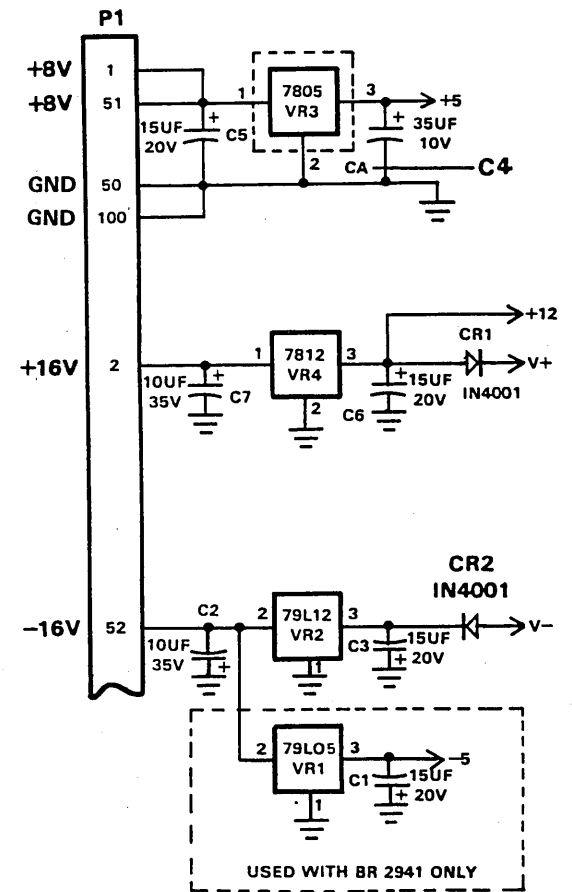 P1
+8V 1
+8V 51
GND 50
GND 100
+16V 2
-16V 52
1 7805 3
VR3
2
+5
15UF
20V
+
C5
+
35UF
10V
CA
C4
1 7812 3
VR4
2
+12
CR1
V+
IN4001
10UF
35V
+
C7
+
15UF
20V
C6
CR2
IN4001
C2
2 79L12 3
VR2
1
V-
10UF
35V
+
C3
15UF
20V
+
2 79LO5 3
VR1
1
-5
C1
15UF
20V
+
USED WITH BR 2941 ONLY